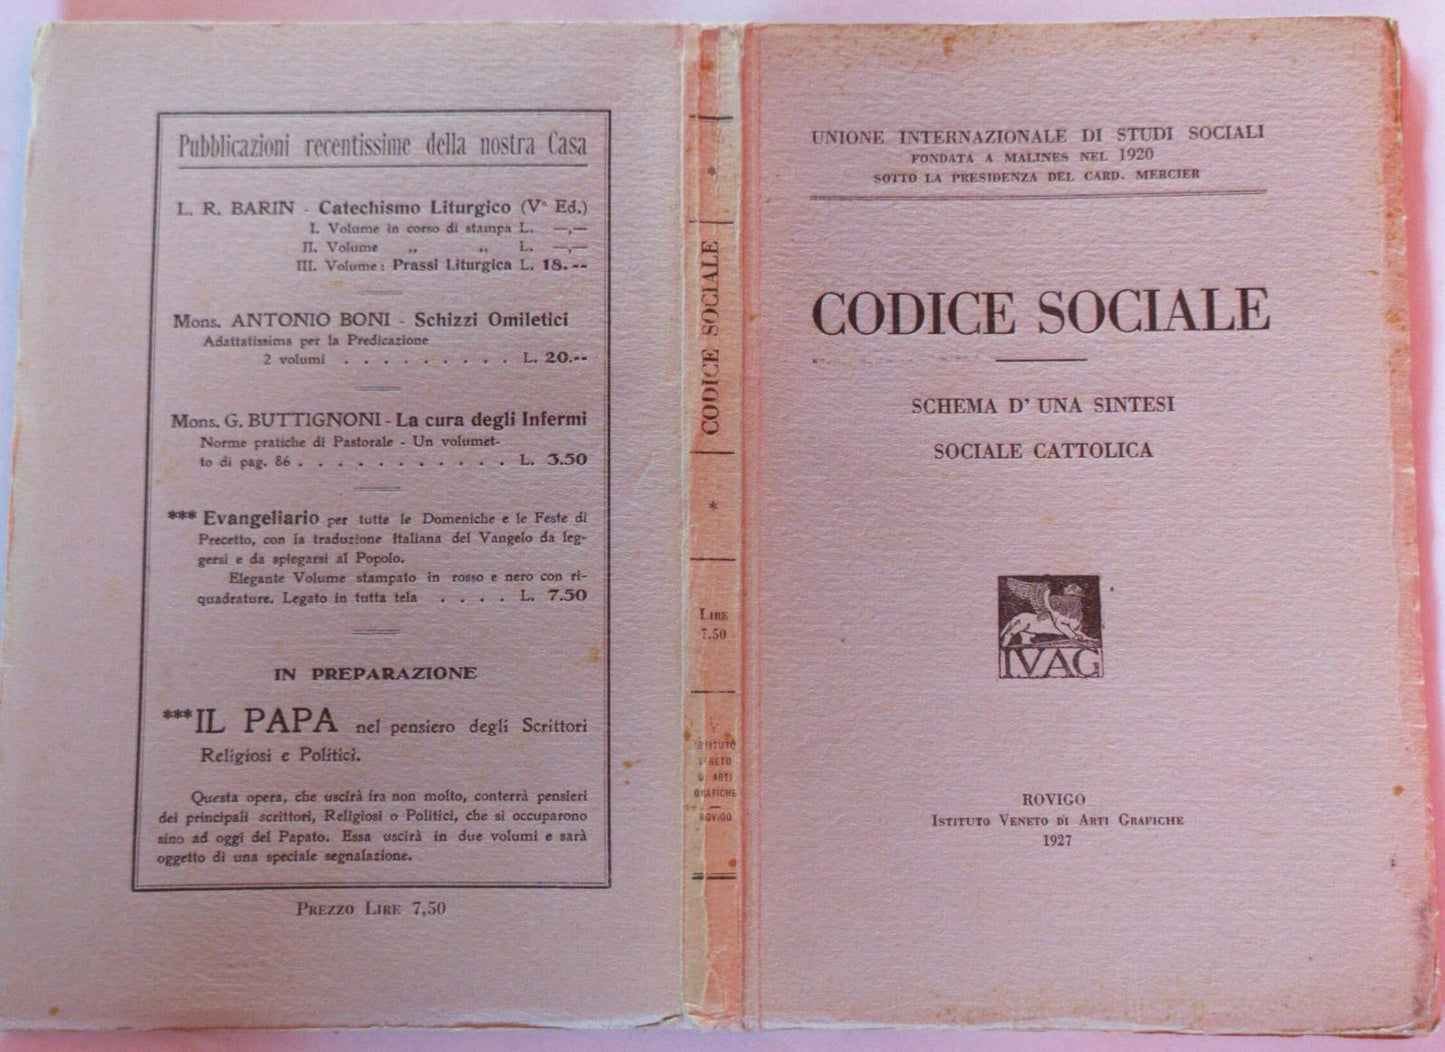 Pubblicazioni recentissime della nostra Casa
L. R. BARIN - Catechismo Liturgico (Vª Ed.)
I. Volume in corso di stampa L. —,—
II. Volume „ „ L. —,—
III. Volume: Prassi Liturgica L. 18.--
Mons. ANTONIO BONI - Schizzi Omiletici
Adattatissima per la Predicazione
2 volumi . . . . . . . . . L. 20.--
Mons. G. BUTTIGNONI - La cura degli Infermi
Norme pratiche di Pastorale - Un volumet-
to di pag. 86 . . . . . . . . . . . L. 3.50
*** Evangeliario per tutte le Domeniche e le Feste di
Precetto, con la traduzione Italiana del Vangelo da leg-
gersi e da spiegarsi al Popolo.
Elegante Volume stampato in rosso e nero con ri-
quadrature. Legato in tutta tela . . . . L. 7.50
IN PREPARAZIONE
***IL PAPA nel pensiero degli Scrittori
Religiosi e Politici.
Questa opera, che uscirà fra non molto, conterrà pensieri
dei principali scrittori, Religiosi o Politici, che si occuparono
sino ad oggi del Papato. Essa uscirà in due volumi e sarà
oggetto di una speciale segnalazione.
PREZZO LIRE 7,50
*
CODICE SOCIALE
*
LIRE
7.50
ISTITUTO
VENETO
DI ARTI
GRAFICHE
ROVIGO
UNIONE INTERNAZIONALE DI STUDI SOCIALI
FONDATA A MALINES NEL 1920
SOTTO LA PRESIDENZA DEL CARD. MERCIER
CODICE SOCIALE
SCHEMA D' UNA SINTESI
SOCIALE CATTOLICA
IVAG
ROVIGO
ISTITUTO VENETO DI ARTI GRAFICHE
1927